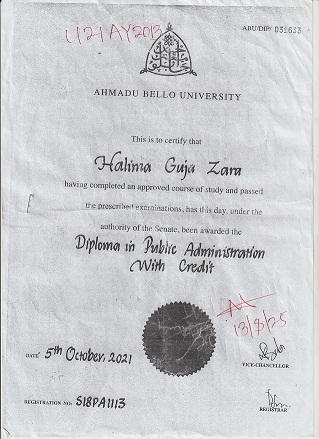 U21AY2013
ABU/DIP/ 031633
AHMADU BELLO UNIVERSITY
This is to certify that
Halima Guja Zara
having completed an approved course of study and passed
the prescribed examinations, has this day, under the
authority of the Senate, been awarded the
Diploma in Public Administration
With Credit
13/8/25
DATE: 5th October, 2021
VICE-CHANCELLOR
REGISTRATION NO: S18PA1113
REGISTRAR